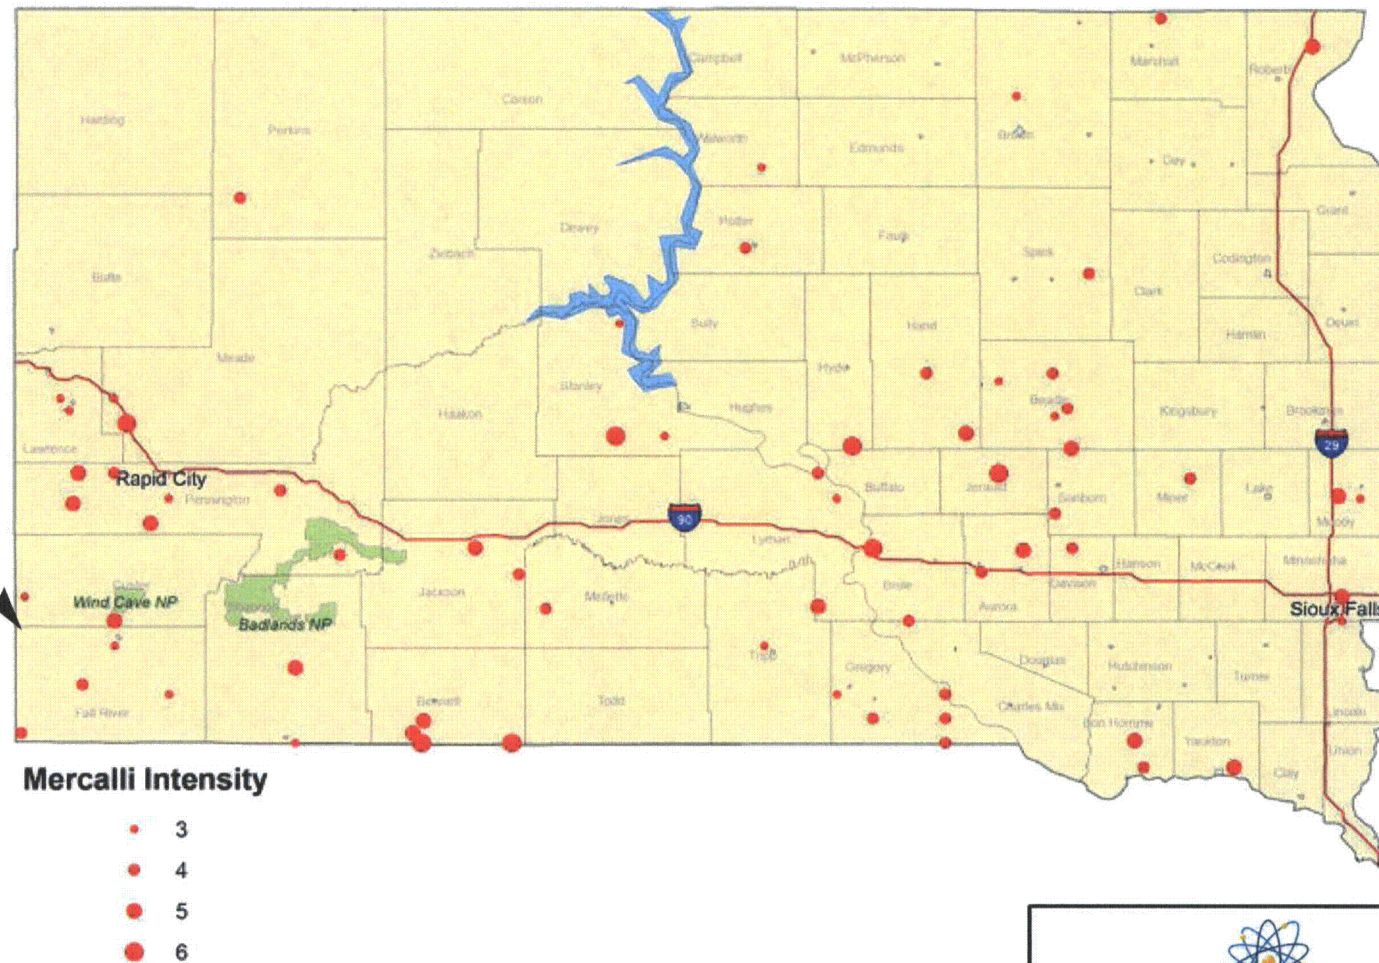 Campbell
McPherson
Marshall
Roberts
Harding
Perkins
Corson
Walworth
Edmunds
Brown
Day
Grant
Butte
Ziebach
Dewey
Potter
Faulk
Spink
Codington
Clark
Hamlin
Deuel
Meade
Sully
Hyde
Hand
Stanley
Hughes
Haakon
Beadle
Kingsbury
Brookings
29
Lawrence
Rapid City
Pennington
Buffalo
Jerauld
Sanborn
Miner
Lake
Moody
90
Jones
Lyman
Custer
Wind Cave NP
Shannon
Badlands NP
Jackson
Mellette
Brule
Aurora
Davison
Hanson
McCook
Minnehaha
Sioux Falls
Fall River
Bennett
Todd
Tripp
Gregory
Charles Mix
Douglas
Hutchinson
Turner
Lincoln
Bon Homme
Yankton
Clay
Union
Mercalli Intensity
3
4
5
6